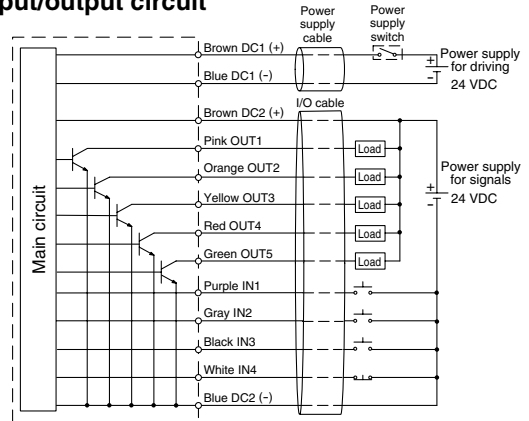 put/output circuit
Power supply cable
Power supply switch
Brown DC1 (+)
Power supply for driving
+
Blue DC1 (-)
-
24 VDC
I/O cable
Brown DC2 (+)
Pink OUT1
Load
Orange OUT2
Load
Power supply for signals
Yellow OUT3
Load
+
24 VDC
-
Red OUT4
Load
Green OUT5
Load
Main circuit
Purple IN1
Gray IN2
Black IN3
White IN4
Blue DC2 (-)